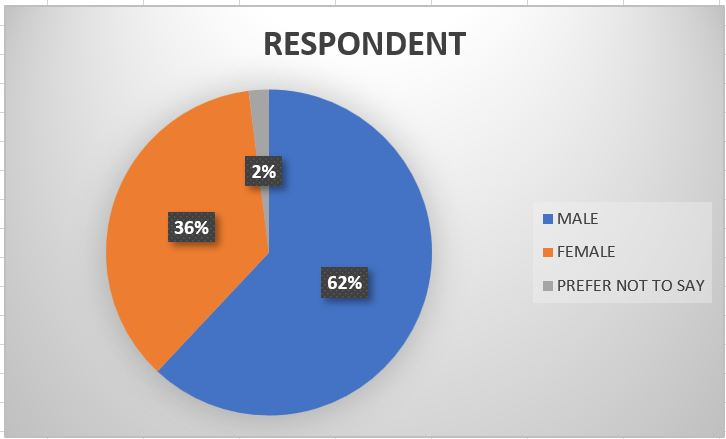 RESPONDENT
2%
36%
62%
MALE
FEMALE
PREFER NOT TO SAY